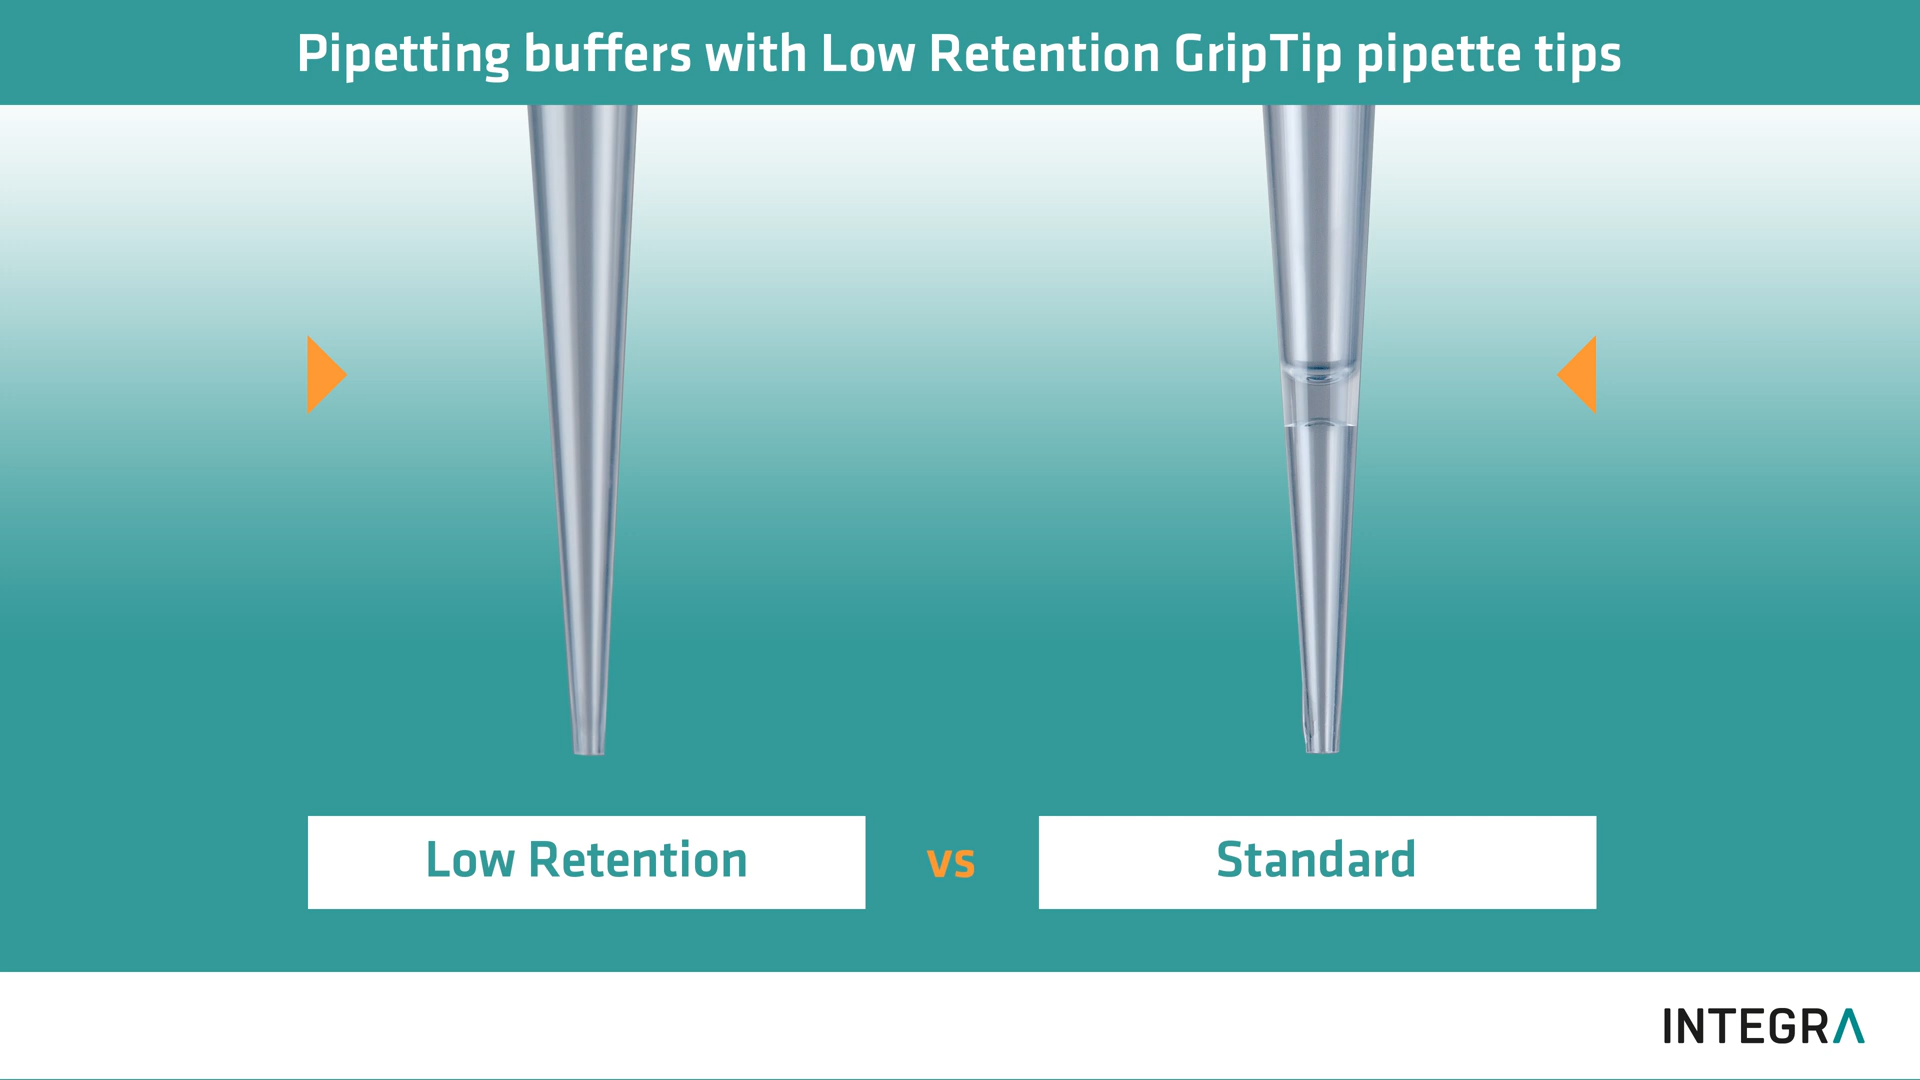 Pipetting buffers with Low Retention GripTip pipette tips
Low Retention
vs
Standard
INTEGRA